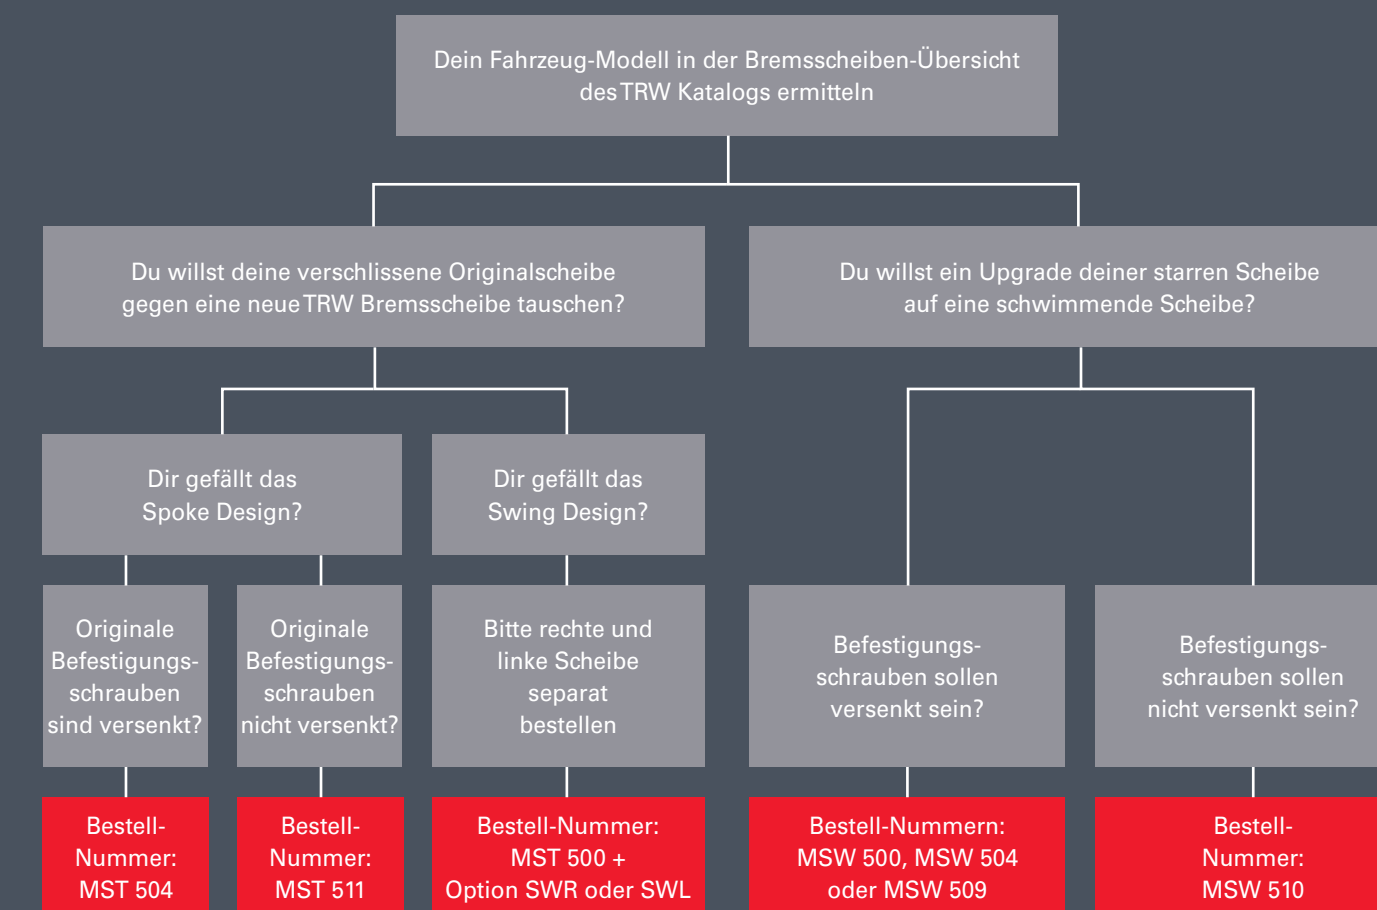 Dein Fahrzeug-Modell in der Bremsscheiben-Übersicht
des TRW Katalogs ermitteln
Du willst deine verschlissene Originalscheibe
gegen eine neue TRW Bremsscheibe tauschen?
Du willst ein Upgrade deiner starren Scheibe
auf eine schwimmende Scheibe?
Dir gefällt das
Spoke Design?
Dir gefällt das
Swing Design?
Originale
Befestigungs-
schrauben
sind versenkt?
Originale
Befestigungs-
schrauben
nicht versenkt?
Bitte rechte und
linke Scheibe
separat
bestellen
Befestigungs-
schrauben sollen
versenkt sein?
Befestigungs-
schrauben sollen
nicht versenkt sein?
Bestell-
Nummer:
MST 504
Bestell-
Nummer:
MST 511
Bestell-Nummer:
MST 500 +
Option SWR oder SWL
Bestell-Nummern:
MSW 500, MSW 504
oder MSW 509
Bestell-
Nummer:
MSW 510